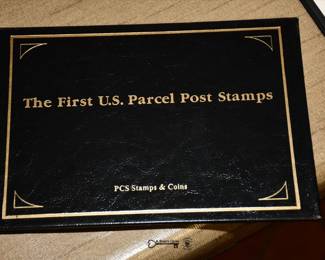 The First U.S. Parcel Post Stamps
PCS Stamps & Coins